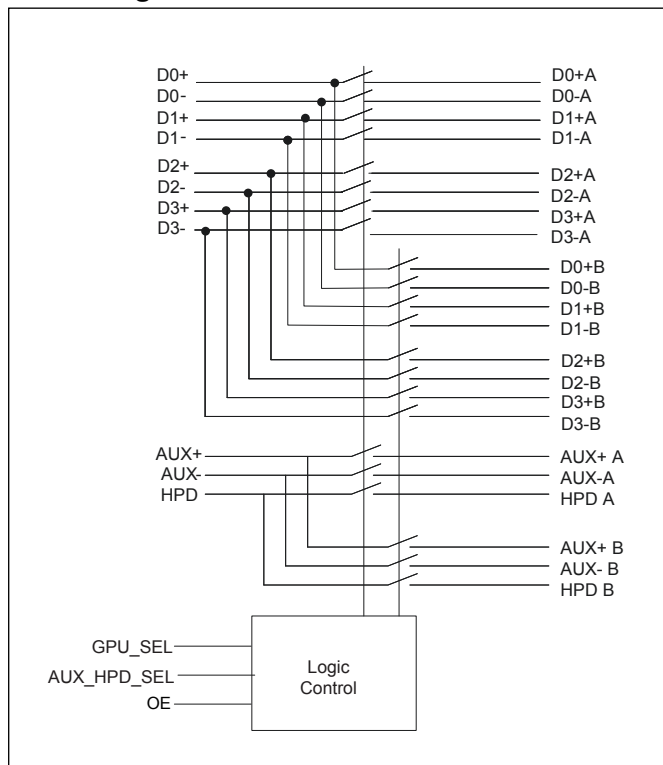 D0+ D0+A
D0- D0-A
D1+ D1+A
D1- D1-A
D2+ D2+A
D2- D2-A
D3+ D3+A
D3- D3-A
D0+B
D0-B
D1+B
D1-B
D2+B
D2-B
D3+B
D3-B
AUX+ AUX+ A
AUX- AUX-A
HPD HPD A
AUX+ B
AUX- B
HPD B
GPU_SEL
AUX_HPD_SEL
OE
Logic
Control